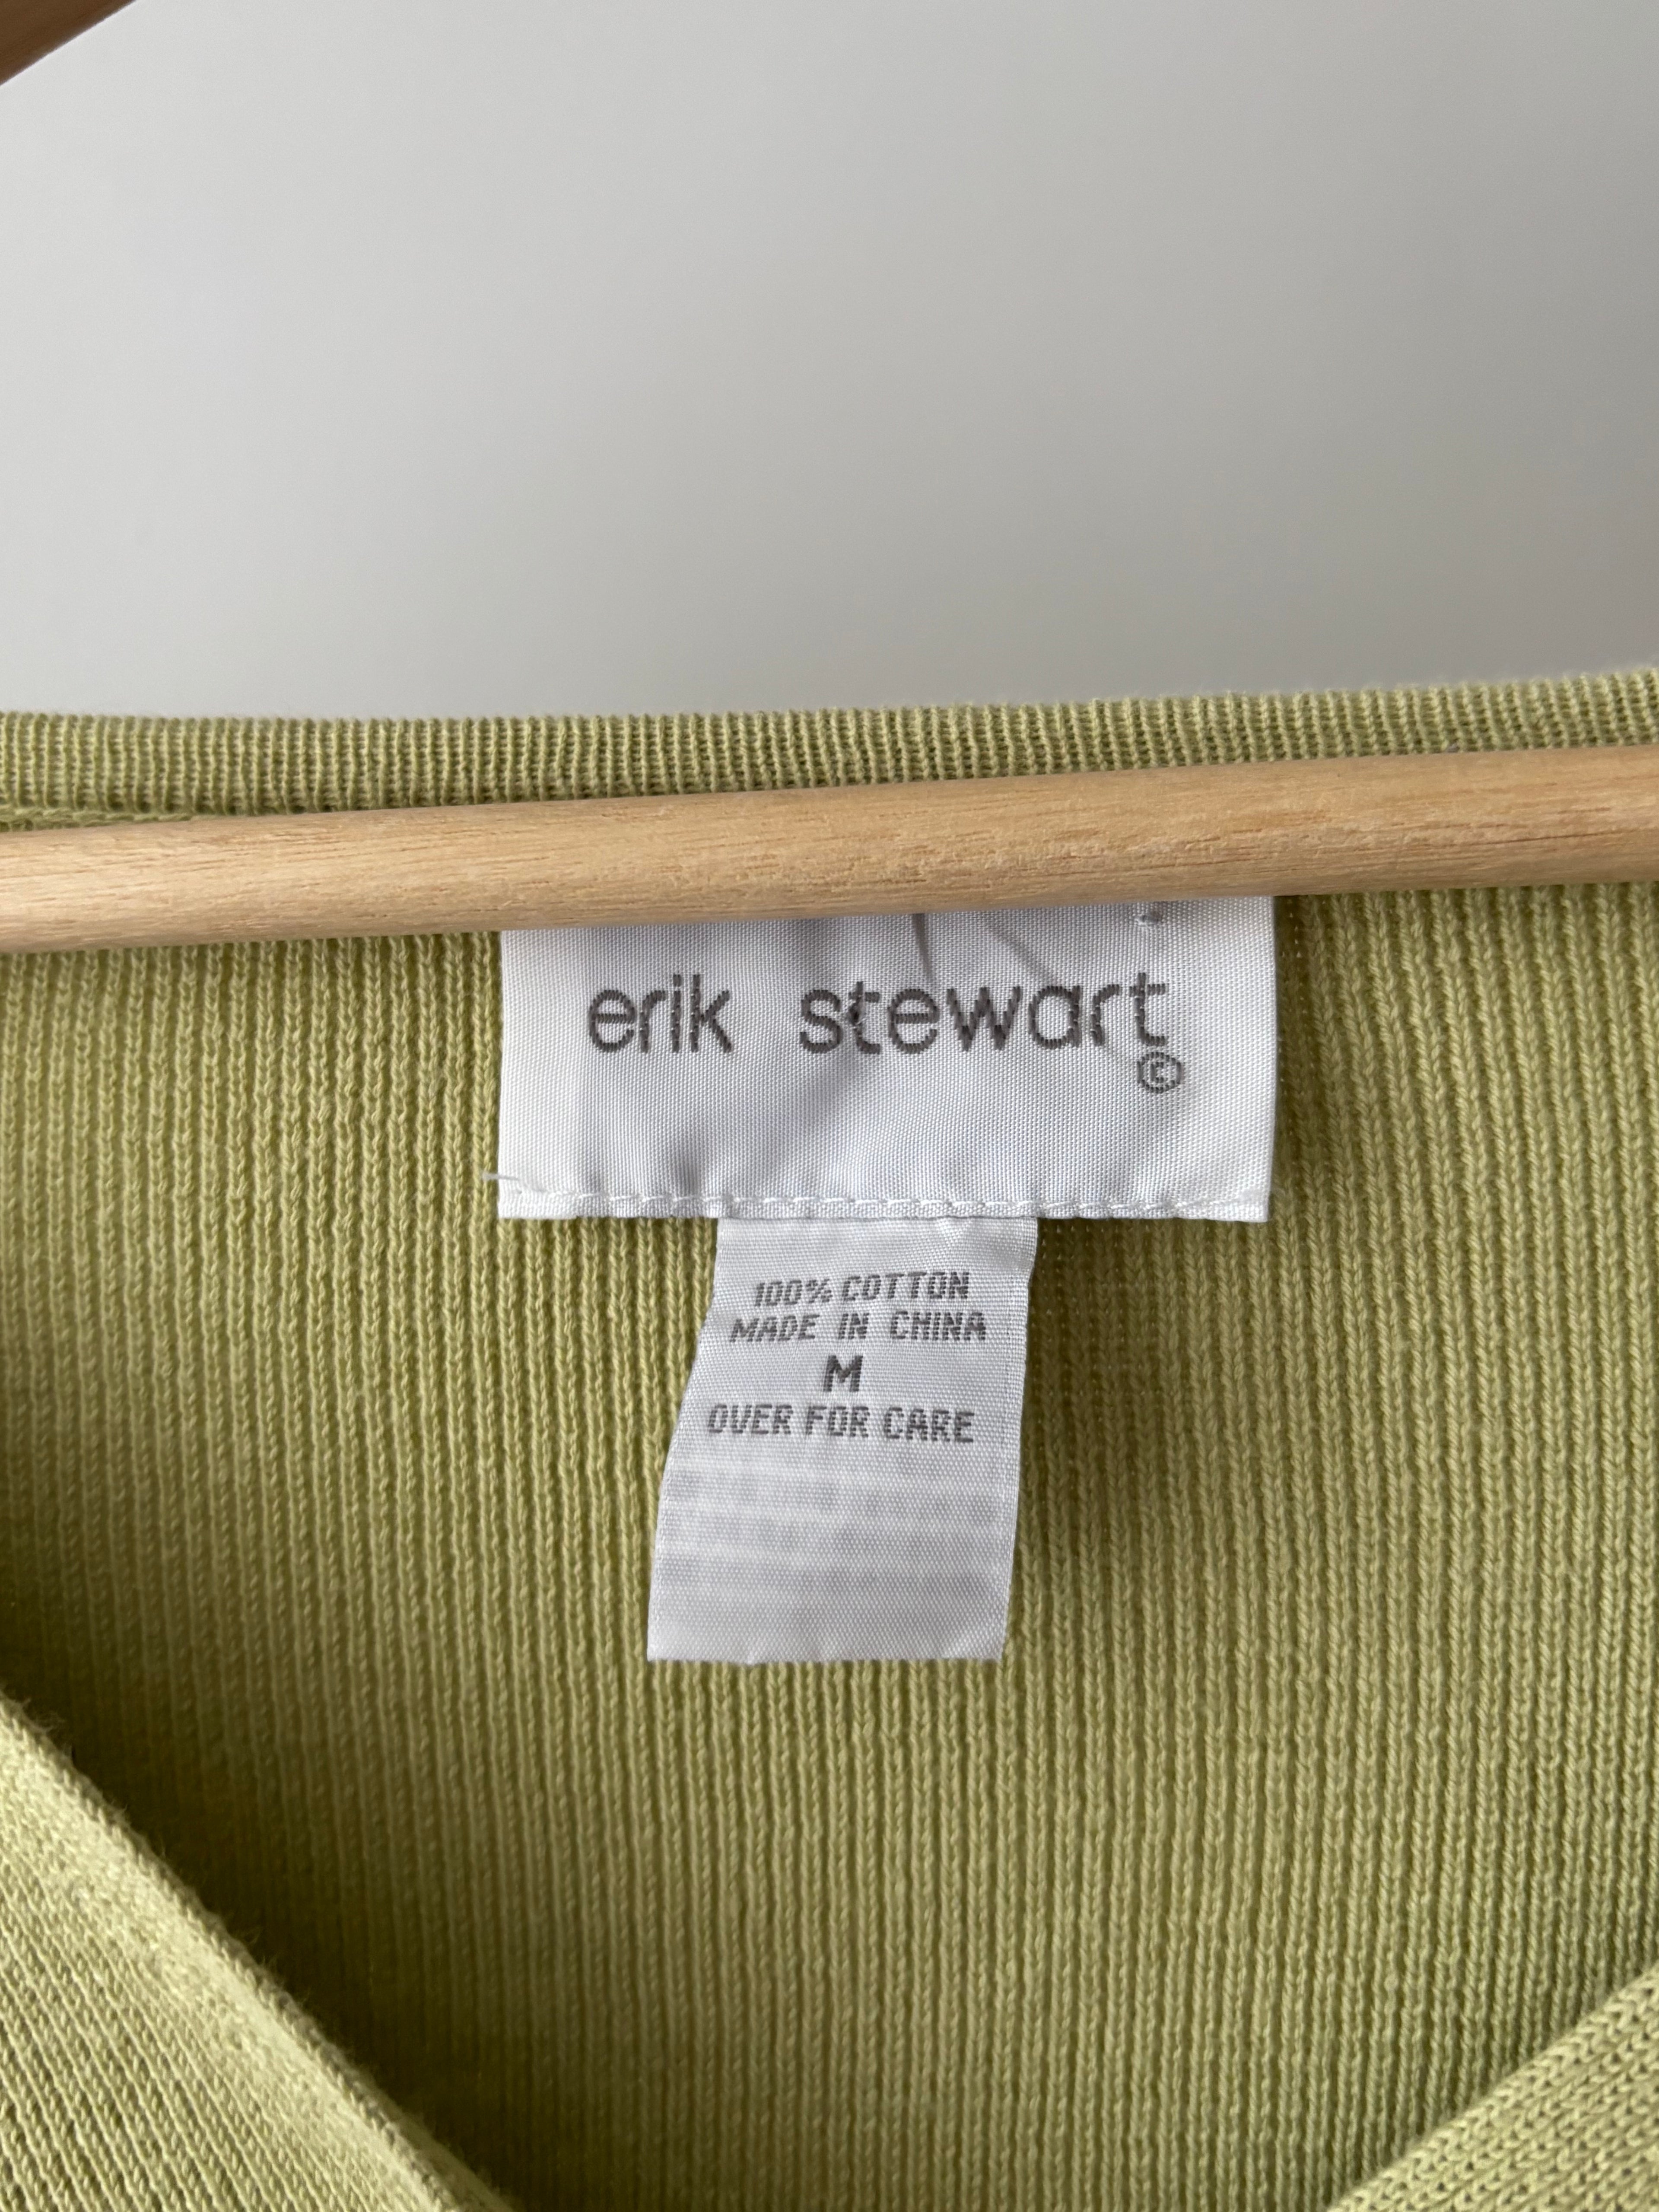 erik stewart
©
100% COTTON
MADE IN CHINA
M
OVER FOR CARE